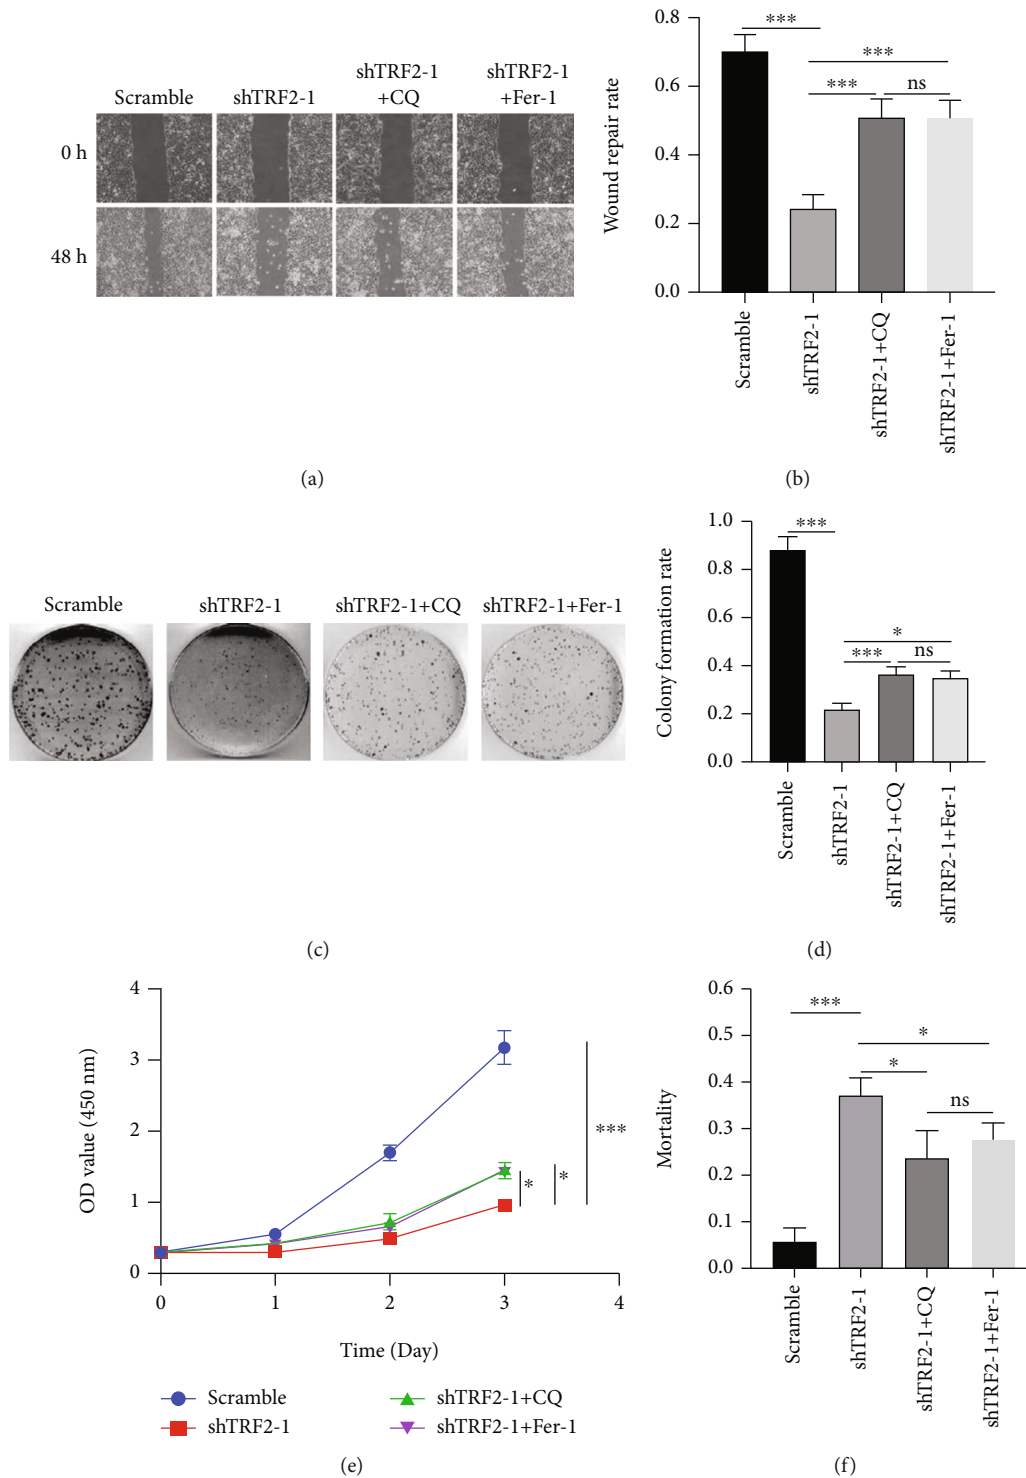 Scramble
shTRF2-1
shTRF2-1
+CQ
shTRF2-1
+Fer-1
0 h
48 h
(a)
Wound repair rate
0.8
0.6
0.4
0.2
0.0
***
***
***
ns
Scramble
shTRF2-1
shTRF2-1+CQ
shTRF2-1+Fer-1
(b)
Scramble
shTRF2-1
shTRF2-1+CQ
shTRF2-1+Fer-1
(c)
Colony formation rate
1.0
0.8
0.6
0.4
0.2
0.0
***
*
***
ns
Scramble
shTRF2-1
shTRF2-1+CQ
shTRF2-1+Fer-1
(d)
OD value (450 nm)
4
3
2
1
0
***
*
*
0
1
2
3
4
Time (Day)
Scramble
shTRF2-1
shTRF2-1+CQ
shTRF2-1+Fer-1
(e)
Mortality
0.6
0.5
0.4
0.3
0.2
0.1
0.0
***
*
*
ns
Scramble
shTRF2-1
shTRF2-1+CQ
shTRF2-1+Fer-1
(f)